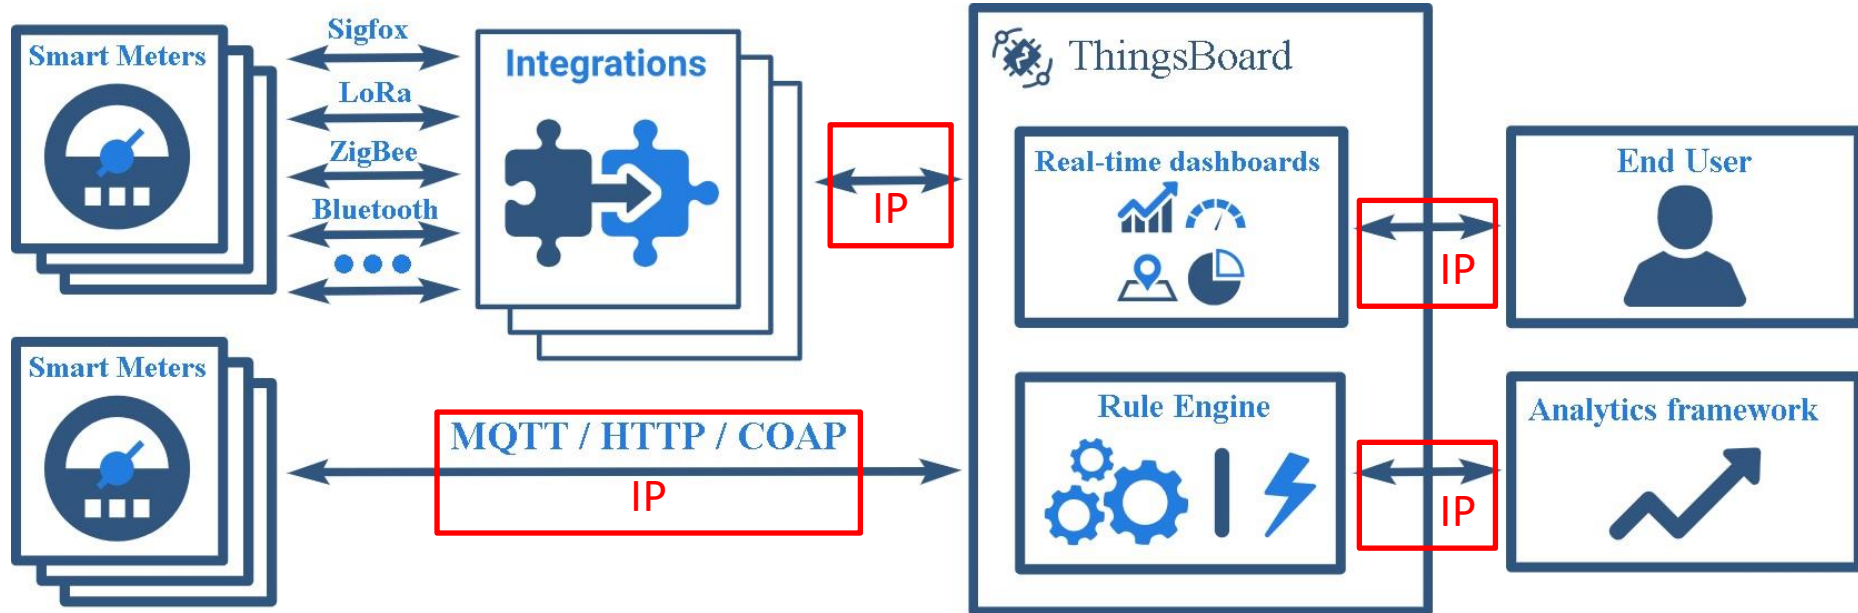 Smart Meters
Sigfox
LoRa
ZigBee
Bluetooth
Integrations
IP
ThingsBoard
Real-time dashboards
IP
End User
Smart Meters
MQTT / HTTP / COAP
IP
Rule Engine
IP
Analytics framework